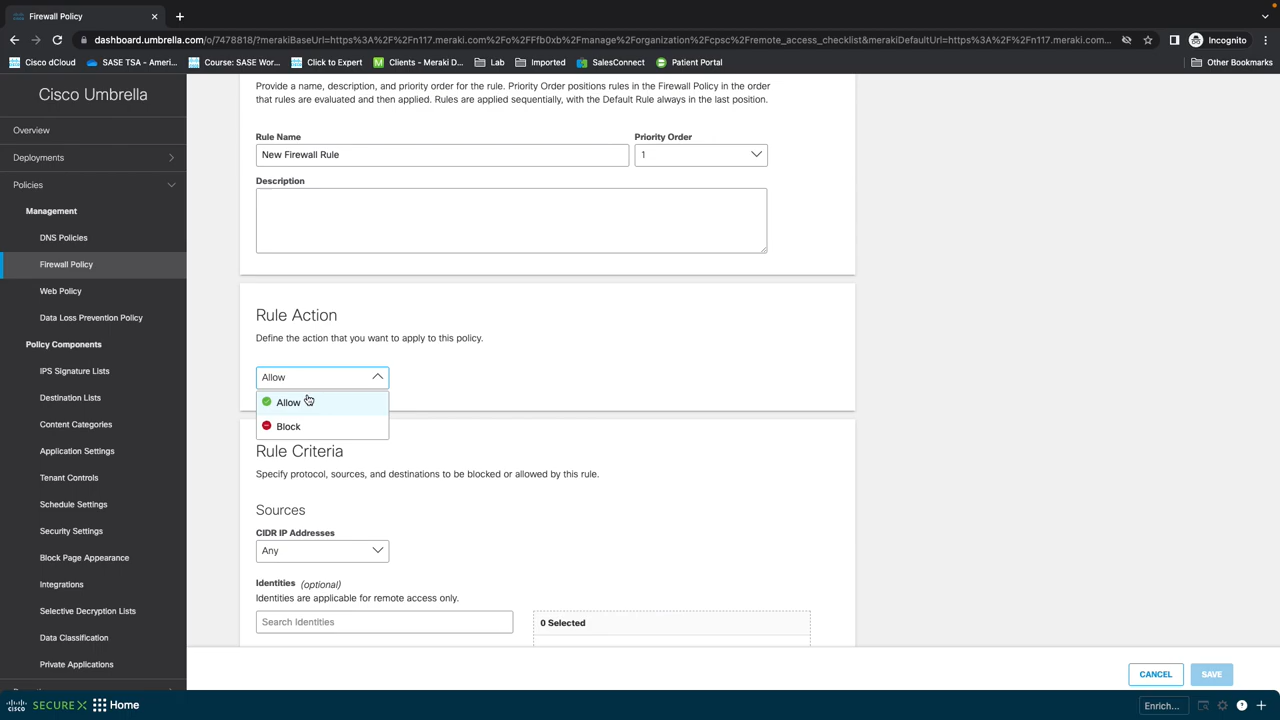 Firewall Policy
dashboard.umbrella.com/o/7478818/?merakiBaseUrl=https%3A%2F%2Fn117.meraki.com%2Fo%2FFfb0xb%2Fmanage%2Forganization%2Fcpsc%2Fremote_access_checklist&merakiDefaultUrl=https%3A%2F%2Fn117.meraki.com...
Incognito
Cisco dCloud
SASE TSA - Ameri...
Course: SASE Wor...
Click to Expert
Clients - Meraki D...
Lab
Imported
SalesConnect
Patient Portal
Other Bookmarks
Cisco Umbrella
Overview
Deployments
Policies
Management
DNS Policies
Firewall Policy
Web Policy
Data Loss Prevention Policy
Policy Components
IPS Signature Lists
Destination Lists
Content Categories
Application Settings
Tenant Controls
Schedule Settings
Security Settings
Block Page Appearance
Integrations
Selective Decryption Lists
Data Classification
Private Applications
Provide a name, description, and priority order for the rule. Priority Order positions rules in the Firewall Policy in the order
that rules are evaluated and then applied. Rules are applied sequentially, with the Default Rule always in the last position.
Rule Name
Priority Order
New Firewall Rule
1
Description
Rule Action
Define the action that you want to apply to this policy.
Allow
Allow
Block
Rule Criteria
Specify protocol, sources, and destinations to be blocked or allowed by this rule.
Sources
CIDR IP Addresses
Any
Identities (optional)
Identities are applicable for remote access only.
Search Identities
0 Selected
CANCEL
SAVE
cisco SECUREX
Home
Enrich...